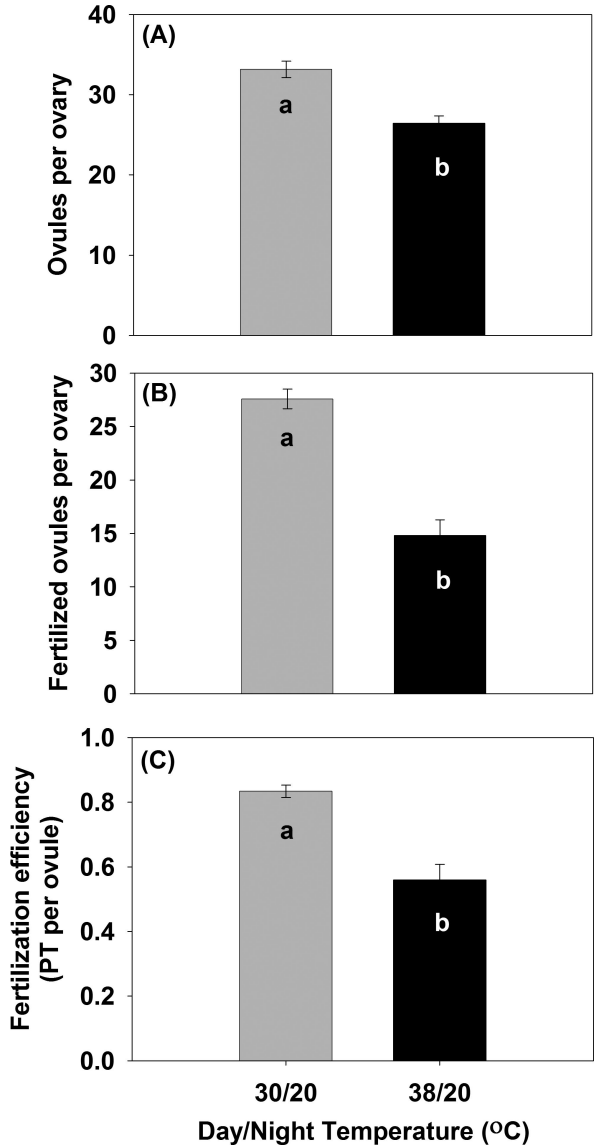 (A)
Ovules per ovary
40
30
20
10
0
a
b
(B)
Fertilized ovules per ovary
30
25
20
15
10
5
0
a
b
(C)
Fertilization efficiency
(PT per ovule)
1.0
0.8
0.6
0.4
0.2
0.0
a
b
30/20 38/20
Day/Night Temperature (ᴼC)